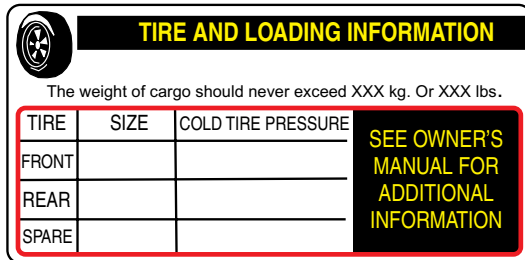 TIRE AND LOADING INFORMATION
The weight of cargo should never exceed XXX kg. Or XXX lbs.
TIRE SIZE COLD TIRE PRESSURE
FRONT
REAR
SPARE
SEE OWNER'S
MANUAL FOR
ADDITIONAL
INFORMATION